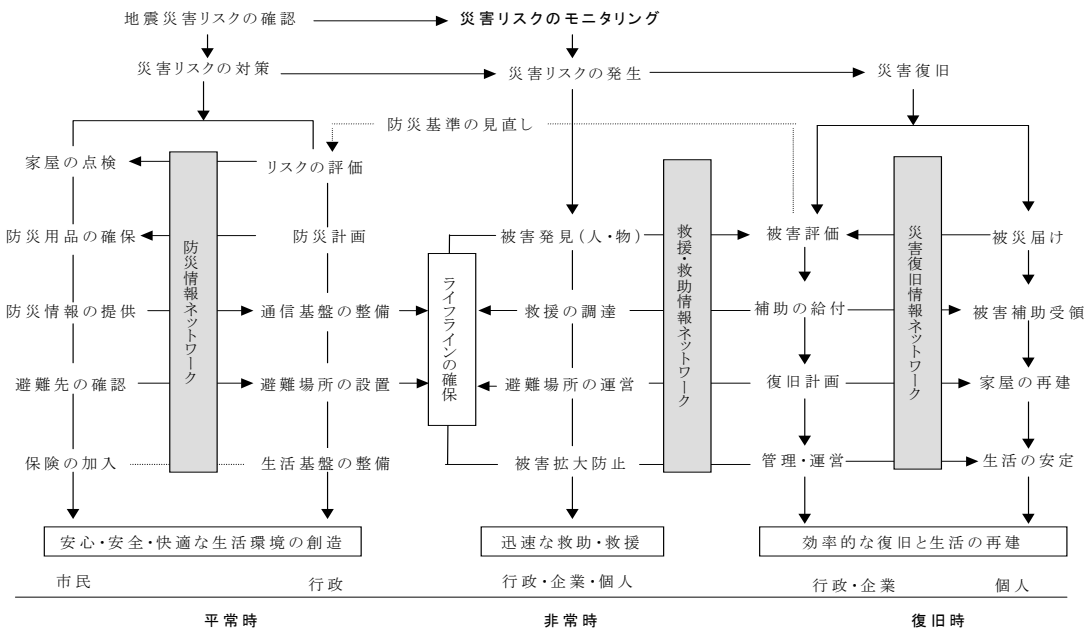 地震災害リスクの確認
災害リスクのモニタリング
災害リスクの対策
災害リスクの発生
災害復旧
防災基準の見直し
家屋の点検
リスクの評価
防災用品の確保
防災計画
被害発見(人・物)
被害評価
被災届け
防災情報の提供
通信基盤の整備
救援の調達
補助の給付
被害補助受領
避難先の確認
避難場所の設置
避難場所の運営
復旧計画
家屋の再建
保険の加入
生活基盤の整備
被害拡大防止
管理・運営
生活の安定
防災情報ネットワーク
ライフラインの確保
救援・救助情報ネットワーク
災害復旧情報ネットワーク
安心・安全・快適な生活環境の創造
迅速な救助・救援
効率的な復旧と生活の再建
市民
行政
行政・企業・個人
行政・企業
個人
平常時
非常時
復旧時